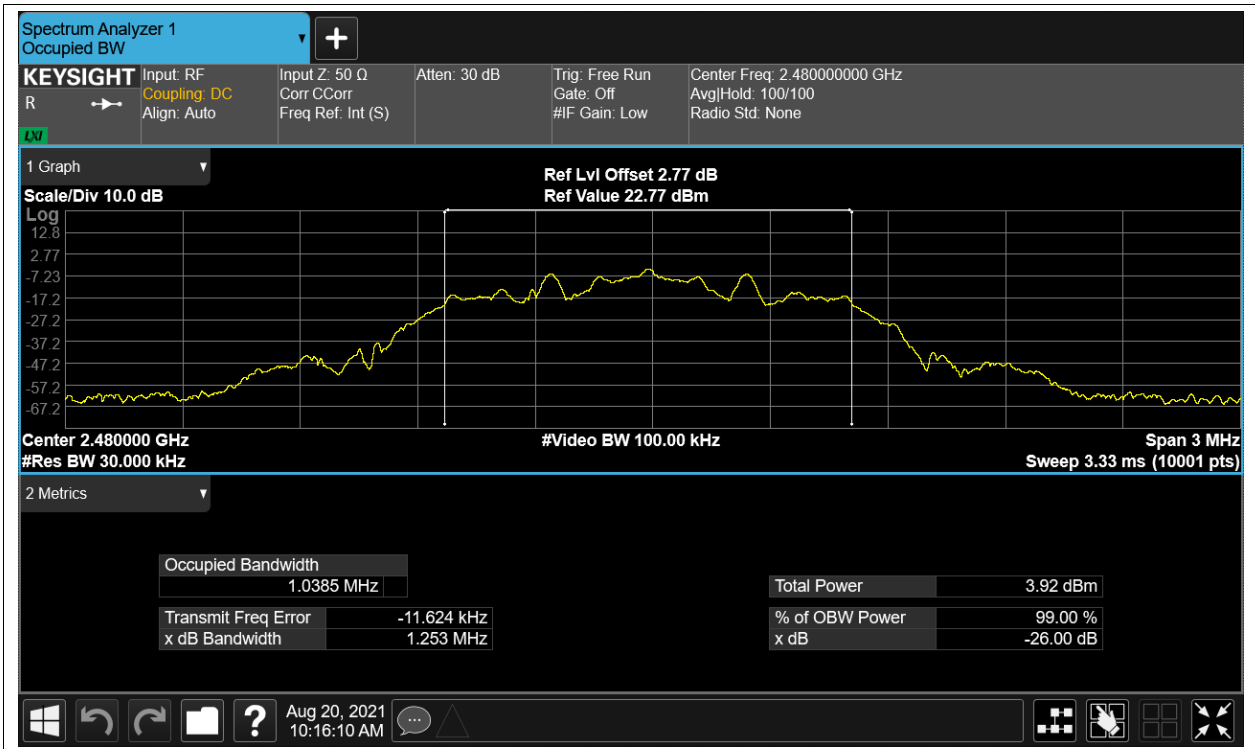 Spectrum Analyzer 1
Occupied BW
KEYSIGHT
R
LXI
Input: RF
Coupling: DC
Align: Auto
Input Z: 50 Ω
Corr CCorr
Freq Ref: Int (S)
Atten: 30 dB
Trig: Free Run
Gate: Off
#IF Gain: Low
Center Freq: 2.480000000 GHz
Avg|Hold: 100/100
Radio Std: None
1 Graph
Scale/Div 10.0 dB
Ref Lvl Offset 2.77 dB
Ref Value 22.77 dBm
Log
12.8
2.77
-7.23
-17.2
-27.2
-37.2
-47.2
-57.2
-67.2
Center 2.480000 GHz
#Res BW 30.000 kHz
#Video BW 100.00 kHz
Span 3 MHz
Sweep 3.33 ms (10001 pts)
2 Metrics
Occupied Bandwidth
1.0385 MHz
Transmit Freq Error -11.624 kHz
x dB Bandwidth 1.253 MHz
Total Power 3.92 dBm
% of OBW Power 99.00 %
x dB -26.00 dB
Aug 20, 2021
10:16:10 AM